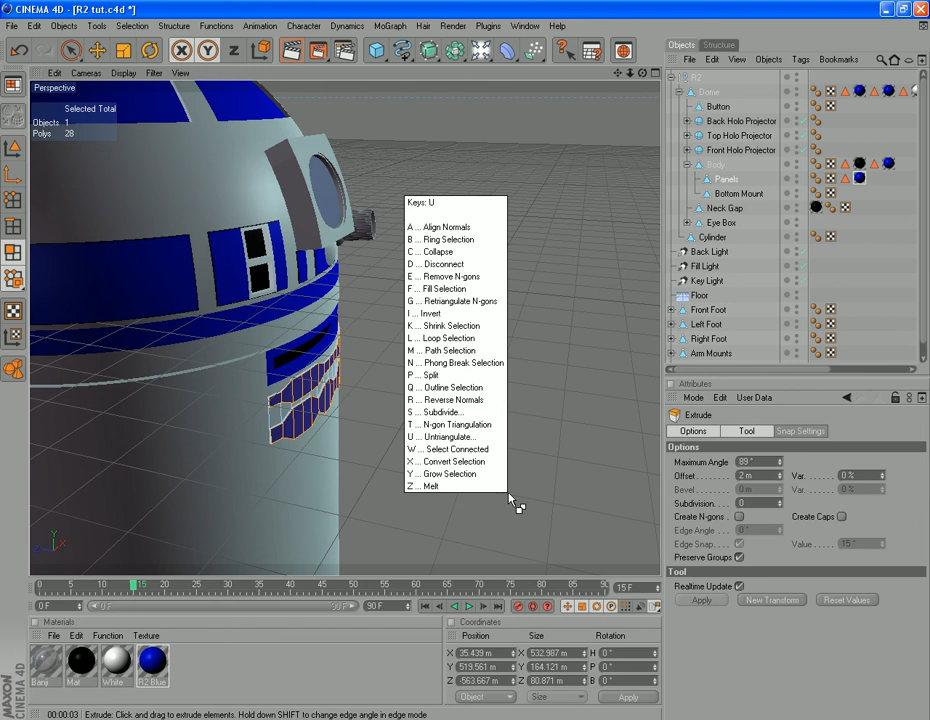 CINEMA 4D - [R2 tut.c4d *]
File Edit Objects Tools Selection Structure Functions Animation Character Dynamics MoGraph Hair Render Plugins Window Help
X Y Z
Edit Cameras Display Filter View
Perspective
Selected Total
Objects 1
Polys 28
Keys: U
A ... Align Normals
B ... Ring Selection
C ... Collapse
D ... Disconnect
E ... Remove N-gons
F ... Fill Selection
G ... Retriangulate N-gons
I ... Invert
K ... Shrink Selection
L ... Loop Selection
M ... Path Selection
N ... Phong Break Selection
P ... Split
Q ... Outline Selection
R ... Reverse Normals
S ... Subdivide...
T ... N-gon Triangulation
U ... Untriangulate...
W ... Select Connected
X ... Convert Selection
Y ... Grow Selection
Z ... Melt
Y
X
Z
Objects Structure
File Edit View Objects Tags Bookmarks
R2
Dome
Button
Back Holo Projector
Top Holo Projector
Front Holo Projector
Body
Panels
Bottom Mount
Neck Gap
Eye Box
Cylinder
Back Light
Fill Light
Key Light
Floor
Front Foot
Left Foot
Right Foot
Arm Mounts
Attributes
Mode Edit User Data
Extrude
Options Tool Snap Settings
Options
Maximum Angle 89 °
Offset 2 m Var. 0 %
Bevel 0 m Var. 0 %
Subdivision 0
Create N-gons Create Caps
Edge Angle 0 °
Edge Snap Value 15 °
Preserve Groups
Tool
Realtime Update
Apply New Transform Reset Values
0 5 10 15 20 25 30 35 40 45 50 55 60 65 70 75 80 85 90 15 F
0 F 0 F 90 F 90 F
Materials
File Edit Function Texture
Banji Mat White R2 Blue
Coordinates
Position Size Rotation
X 35.439 m X 532.987 m H 0 °
Y 519.561 m Y 164.121 m P 0 °
Z -563.667 m Z 80.871 m B 0 °
Object Size Apply
MAXON
CINEMA 4D
00:00:03 Extrude: Click and drag to extrude elements. Hold down SHIFT to change edge angle in edge mode